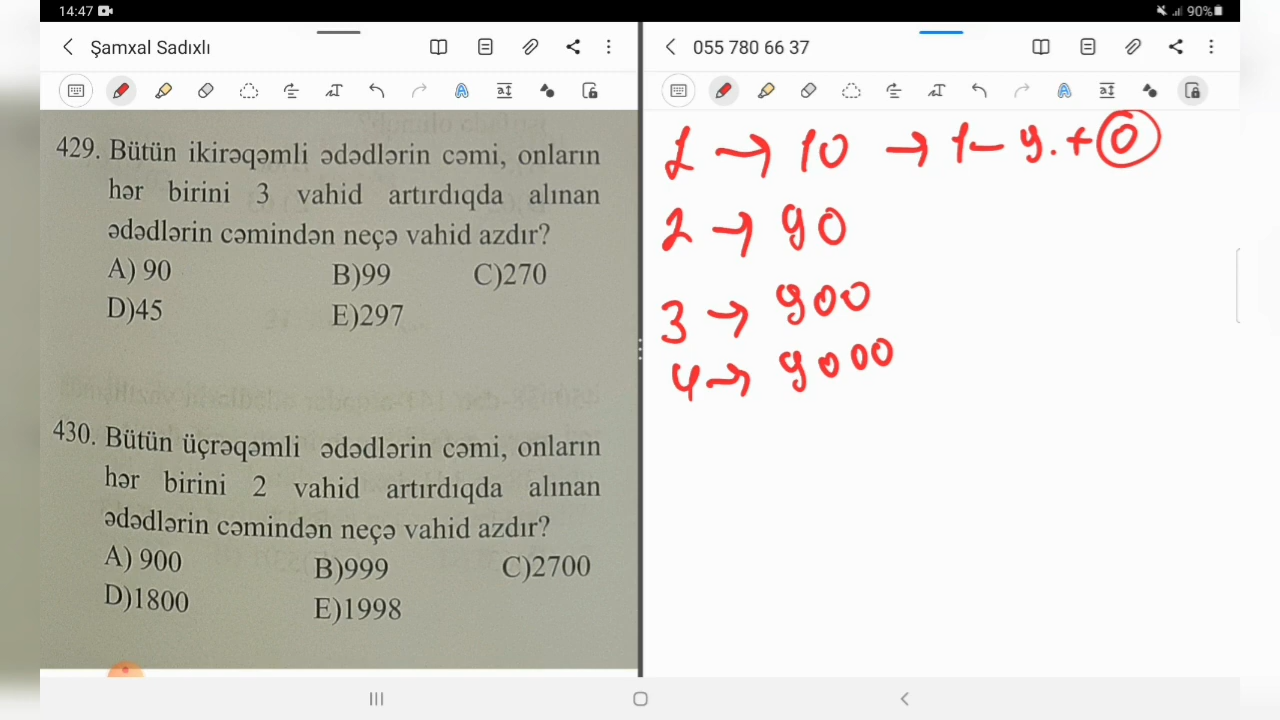 14:47 90%
Şamxal Sadıxlı
055 780 66 37
429. Bütün ikirəqəmli ədədlərin cəmi, onların
hər birini 3 vahid artırdıqda alınan
ədədlərin cəmindən neçə vahid azdır?
A) 90 B)99 C)270
D)45 E)297
430. Bütün üçrəqəmli ədədlərin cəmi, onların
hər birini 2 vahid artırdıqda alınan
ədədlərin cəmindən neçə vahid azdır?
A) 900 B)999 C)2700
D)1800 E)1998
1 → 10 → 1– 9. + 0
2 → 90
3 → 900
4 → 9000